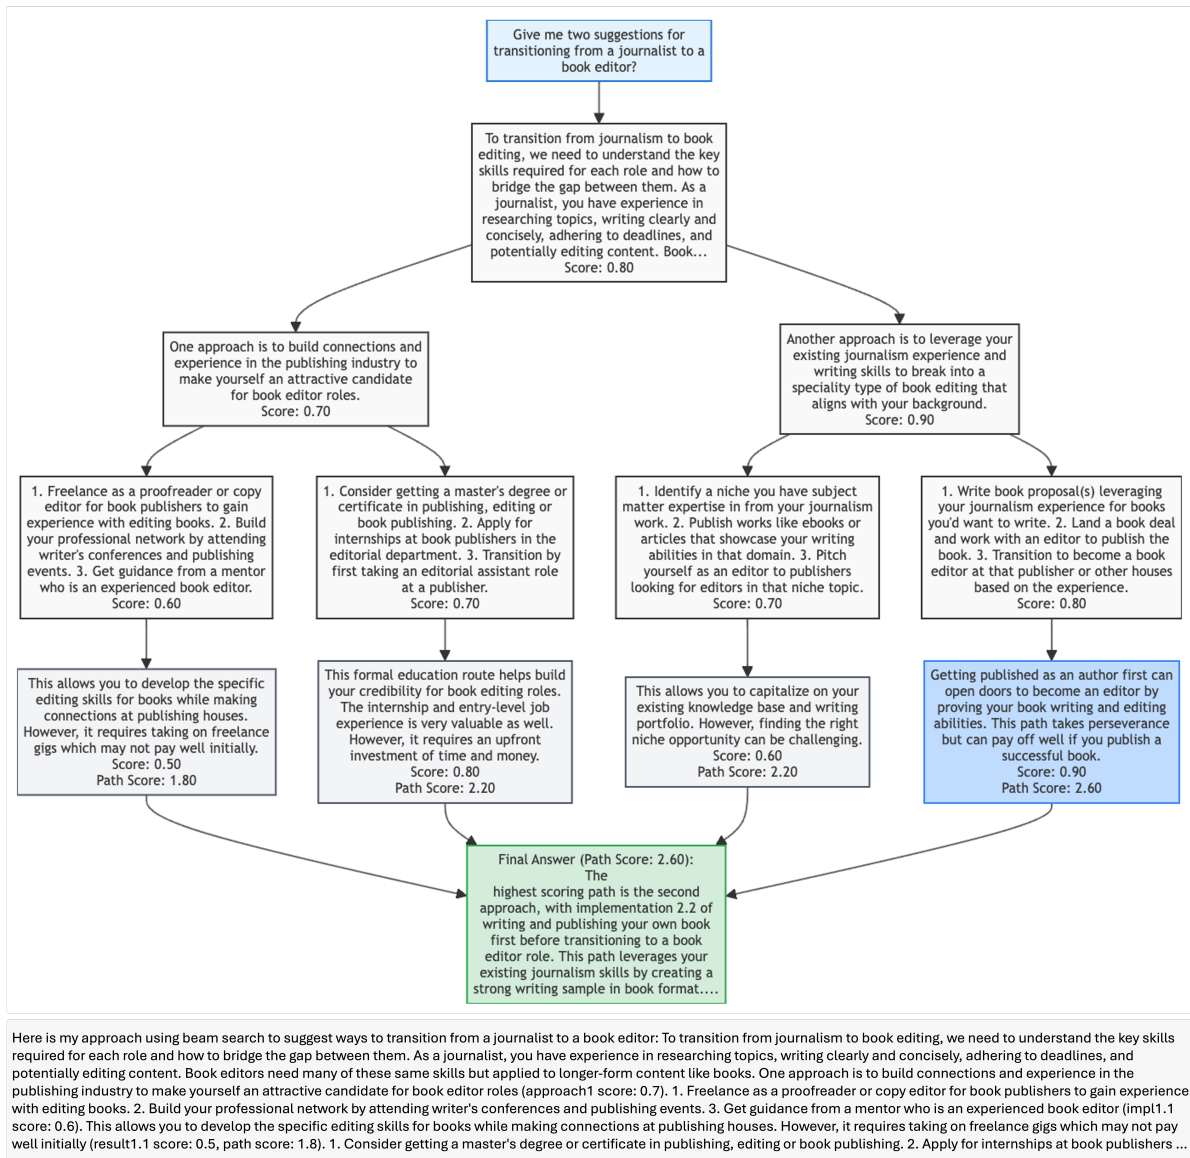 Give me two suggestions for
transitioning from a journalist to a
book editor?
To transition from journalism to book
editing, we need to understand the key
skills required for each role and how to
bridge the gap between them. As a
journalist, you have experience in
researching topics, writing clearly and
concisely, adhering to deadlines, and
potentially editing content. Book...
Score: 0.80
One approach is to build connections and
experience in the publishing industry to
make yourself an attractive candidate
for book editor roles.
Score: 0.70
Another approach is to leverage your
existing journalism experience and
writing skills to break into a
speciality type of book editing that
aligns with your background.
Score: 0.90
1. Freelance as a proofreader or copy
editor for book publishers to gain
experience with editing books. 2. Build
your professional network by attending
writer's conferences and publishing
events. 3. Get guidance from a mentor
who is an experienced book editor.
Score: 0.60
1. Consider getting a master's degree or
certificate in publishing, editing or
book publishing. 2. Apply for
internships at book publishers in the
editorial department. 3. Transition by
first taking an editorial assistant role
at a publisher.
Score: 0.70
1. Identify a niche you have subject
matter expertise in from your journalism
work. 2. Publish works like ebooks or
articles that showcase your writing
abilities in that domain. 3. Pitch
yourself as an editor to publishers
looking for editors in that niche topic.
Score: 0.70
1. Write book proposal(s) leveraging
your journalism experience for books
you'd want to write. 2. Land a book deal
and work with an editor to publish the
book. 3. Transition to become a book
editor at that publisher or other houses
based on the experience.
Score: 0.80
This allows you to develop the specific
editing skills for books while making
connections at publishing houses.
However, it requires taking on freelance
gigs which may not pay well initially.
Score: 0.50
Path Score: 1.80
This formal education route helps build
your credibility for book editing roles.
The internship and entry-level job
experience is very valuable as well.
However, it requires an upfront
investment of time and money.
Score: 0.80
Path Score: 2.20
This allows you to capitalize on your
existing knowledge base and writing
portfolio. However, finding the right
niche opportunity can be challenging.
Score: 0.60
Path Score: 2.20
Getting published as an author first can
open doors to become an editor by
proving your book writing and editing
abilities. This path takes perseverance
but can pay off well if you publish a
successful book.
Score: 0.90
Path Score: 2.60
Final Answer (Path Score: 2.60):
The
highest scoring path is the second
approach, with implementation 2.2 of
writing and publishing your own book
first before transitioning to a book
editor role. This path leverages your
existing journalism skills by creating a
strong writing sample in book format....
Here is my approach using beam search to suggest ways to transition from a journalist to a book editor: To transition from journalism to book editing, we need to understand the key skills
required for each role and how to bridge the gap between them. As a journalist, you have experience in researching topics, writing clearly and concisely, adhering to deadlines, and
potentially editing content. Book editors need many of these same skills but applied to longer-form content like books. One approach is to build connections and experience in the
publishing industry to make yourself an attractive candidate for book editor roles (approach1 score: 0.7). 1. Freelance as a proofreader or copy editor for book publishers to gain experience
with editing books. 2. Build your professional network by attending writer's conferences and publishing events. 3. Get guidance from a mentor who is an experienced book editor (impl1.1
score: 0.6). This allows you to develop the specific editing skills for books while making connections at publishing houses. However, it requires taking on freelance gigs which may not pay
well initially (result1.1 score: 0.5, path score: 1.8). 1. Consider getting a master's degree or certificate in publishing, editing or book publishing. 2. Apply for internships at book publishers ...